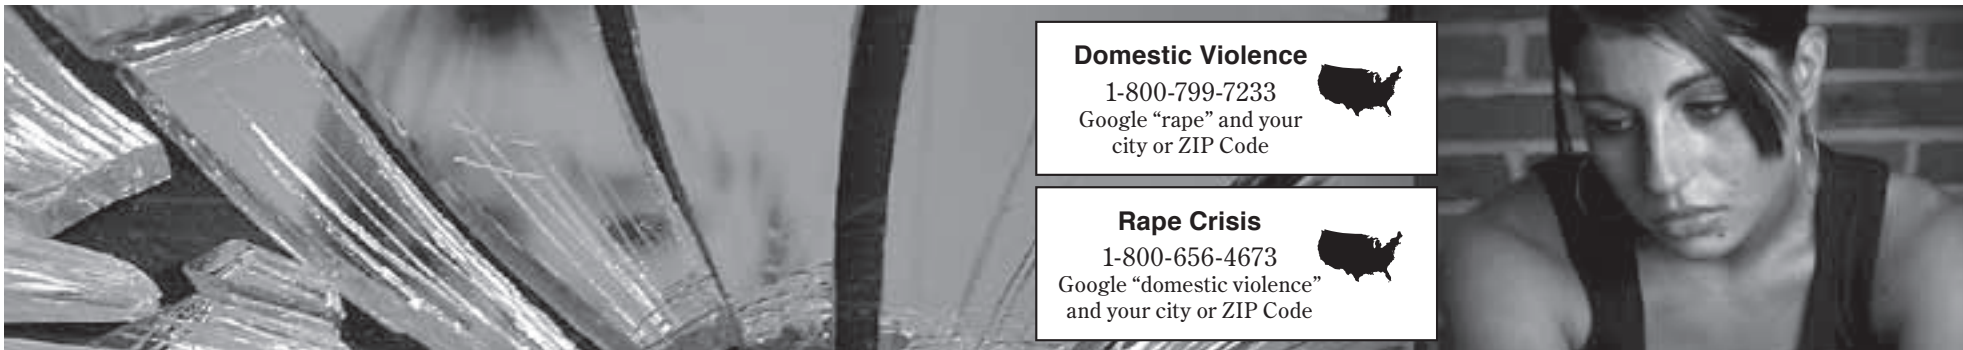 Domestic Violence
1-800-799-7233
Google “rape” and your
city or ZIP Code
Rape Crisis
1-800-656-4673
Google “domestic violence”
and your city or ZIP Code